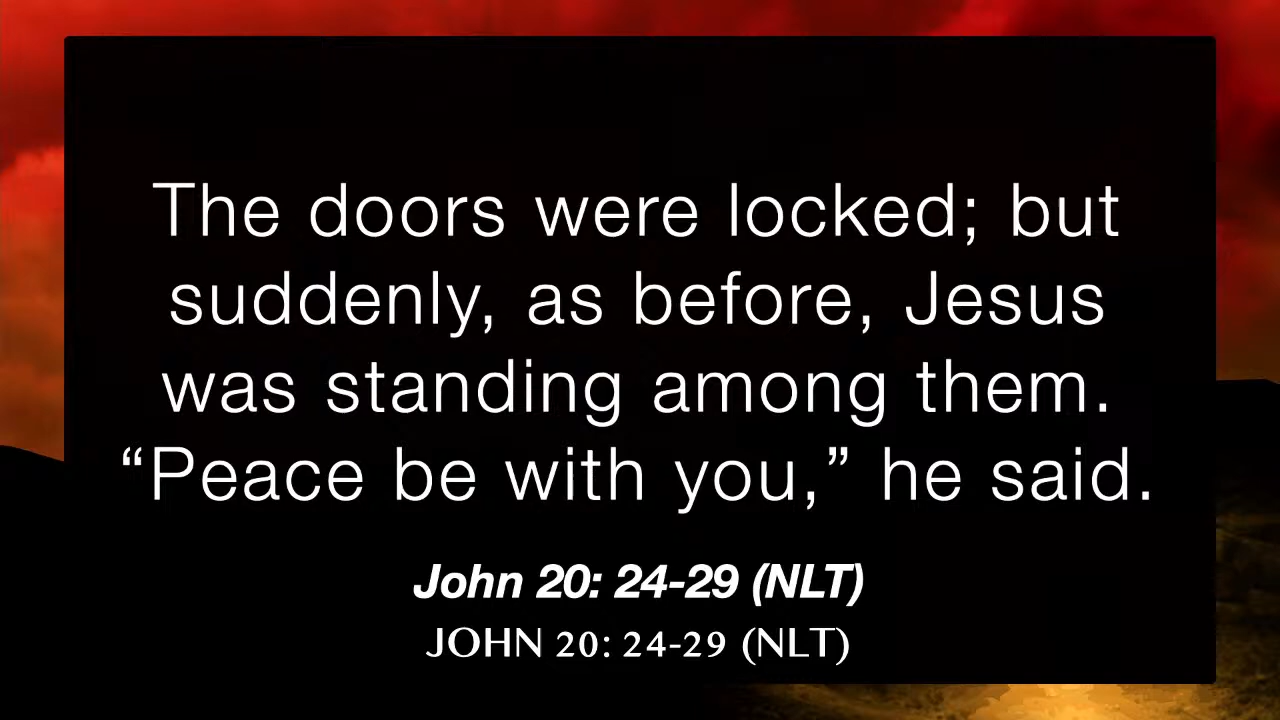 The doors were locked; but
suddenly, as before, Jesus
was standing among them.
“Peace be with you,” he said.
John 20: 24-29 (NLT)
JOHN 20: 24-29 (NLT)